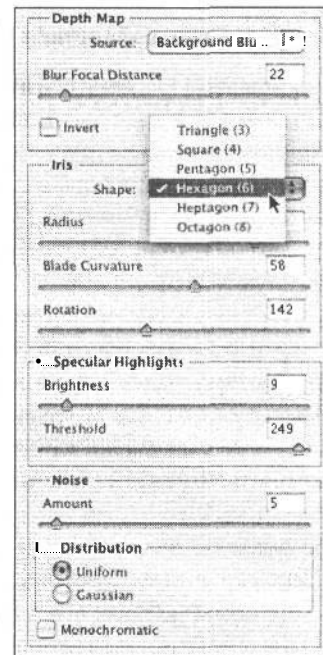 Depth Map
Source: Background Blu ..
Blur Focal Distance 22
Invert
Triangle (3)
Square (4)
Pentagon (5)
Iris
Shape: ✓ Hexagon (6)
Heptagon (7)
Octagon (8)
Radius
Blade Curvature 58
Rotation 142
Specular Highlights
Brightness 9
Threshold 249
Noise
Amount 5
Distribution
Uniform
Gaussian
Monochromatic